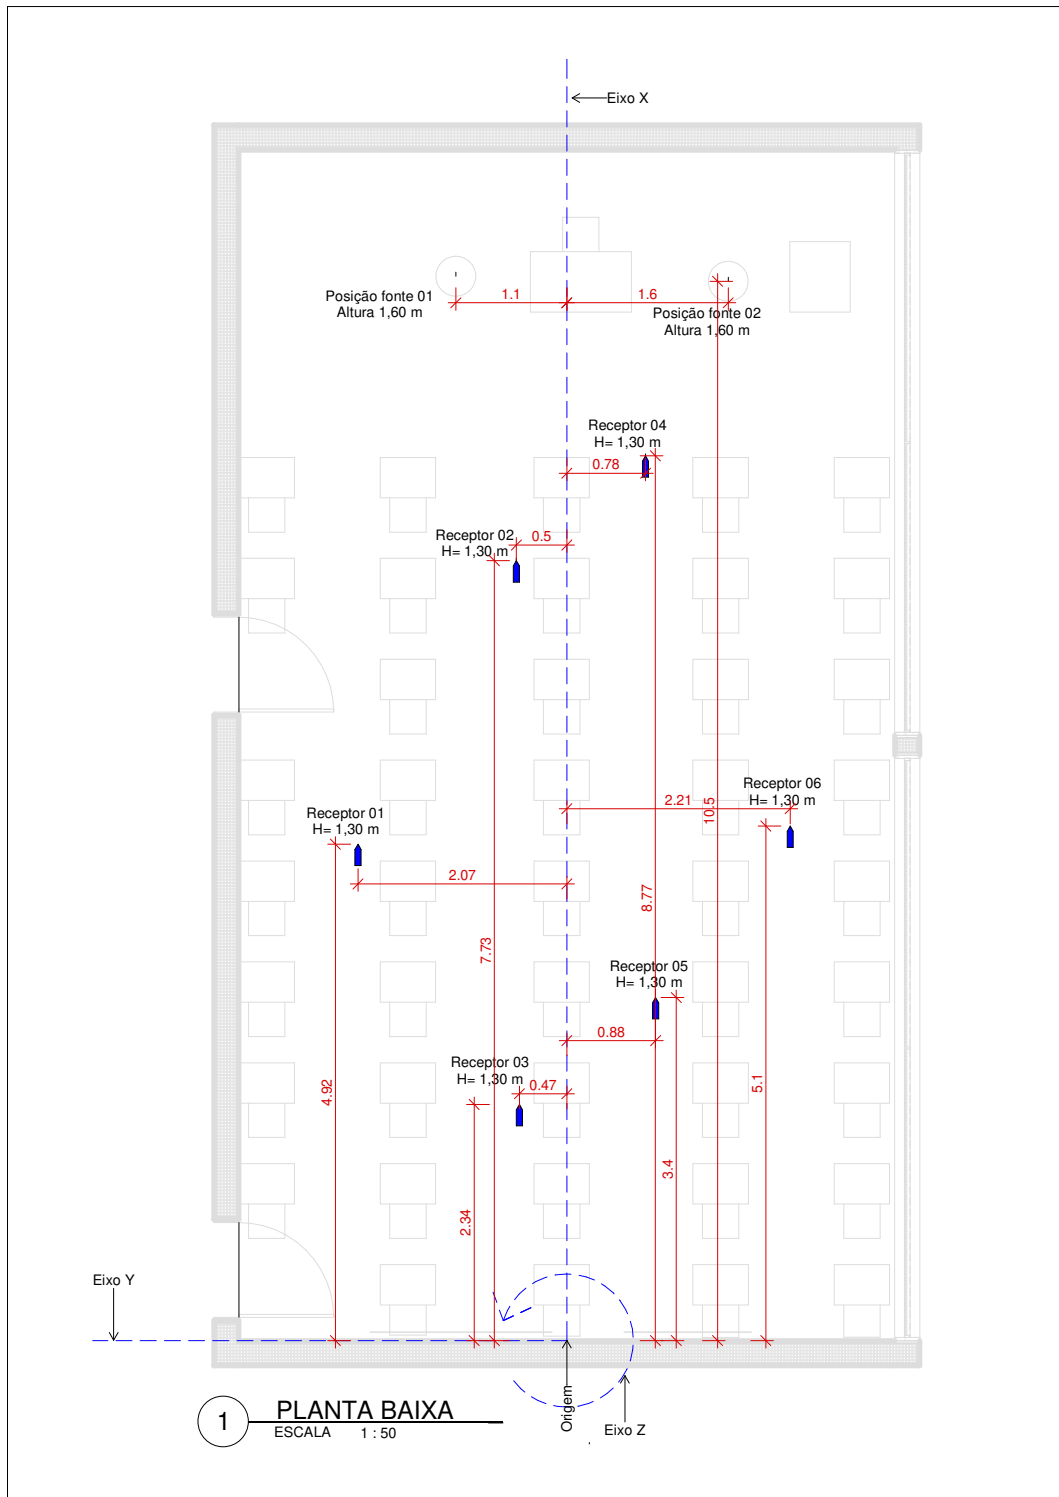 Eixo X
1.1
1.6
Posição fonte 01
Altura 1,60 m
Posição fonte 02
Altura 1,60 m
Receptor 04
H= 1,30 m
0.78
Receptor 02
H= 1,30 m
0.5
Receptor 06
H= 1,30 m
2.21
10.5
Receptor 01
H= 1,30 m
2.07
8.77
7.73
Receptor 05
H= 1,30 m
0.88
Receptor 03
H= 1,30 m
0.47
4.92
5.1
3.4
2.34
Eixo Y
Origem
Eixo Z
1
PLANTA BAIXA
ESCALA 1 : 50